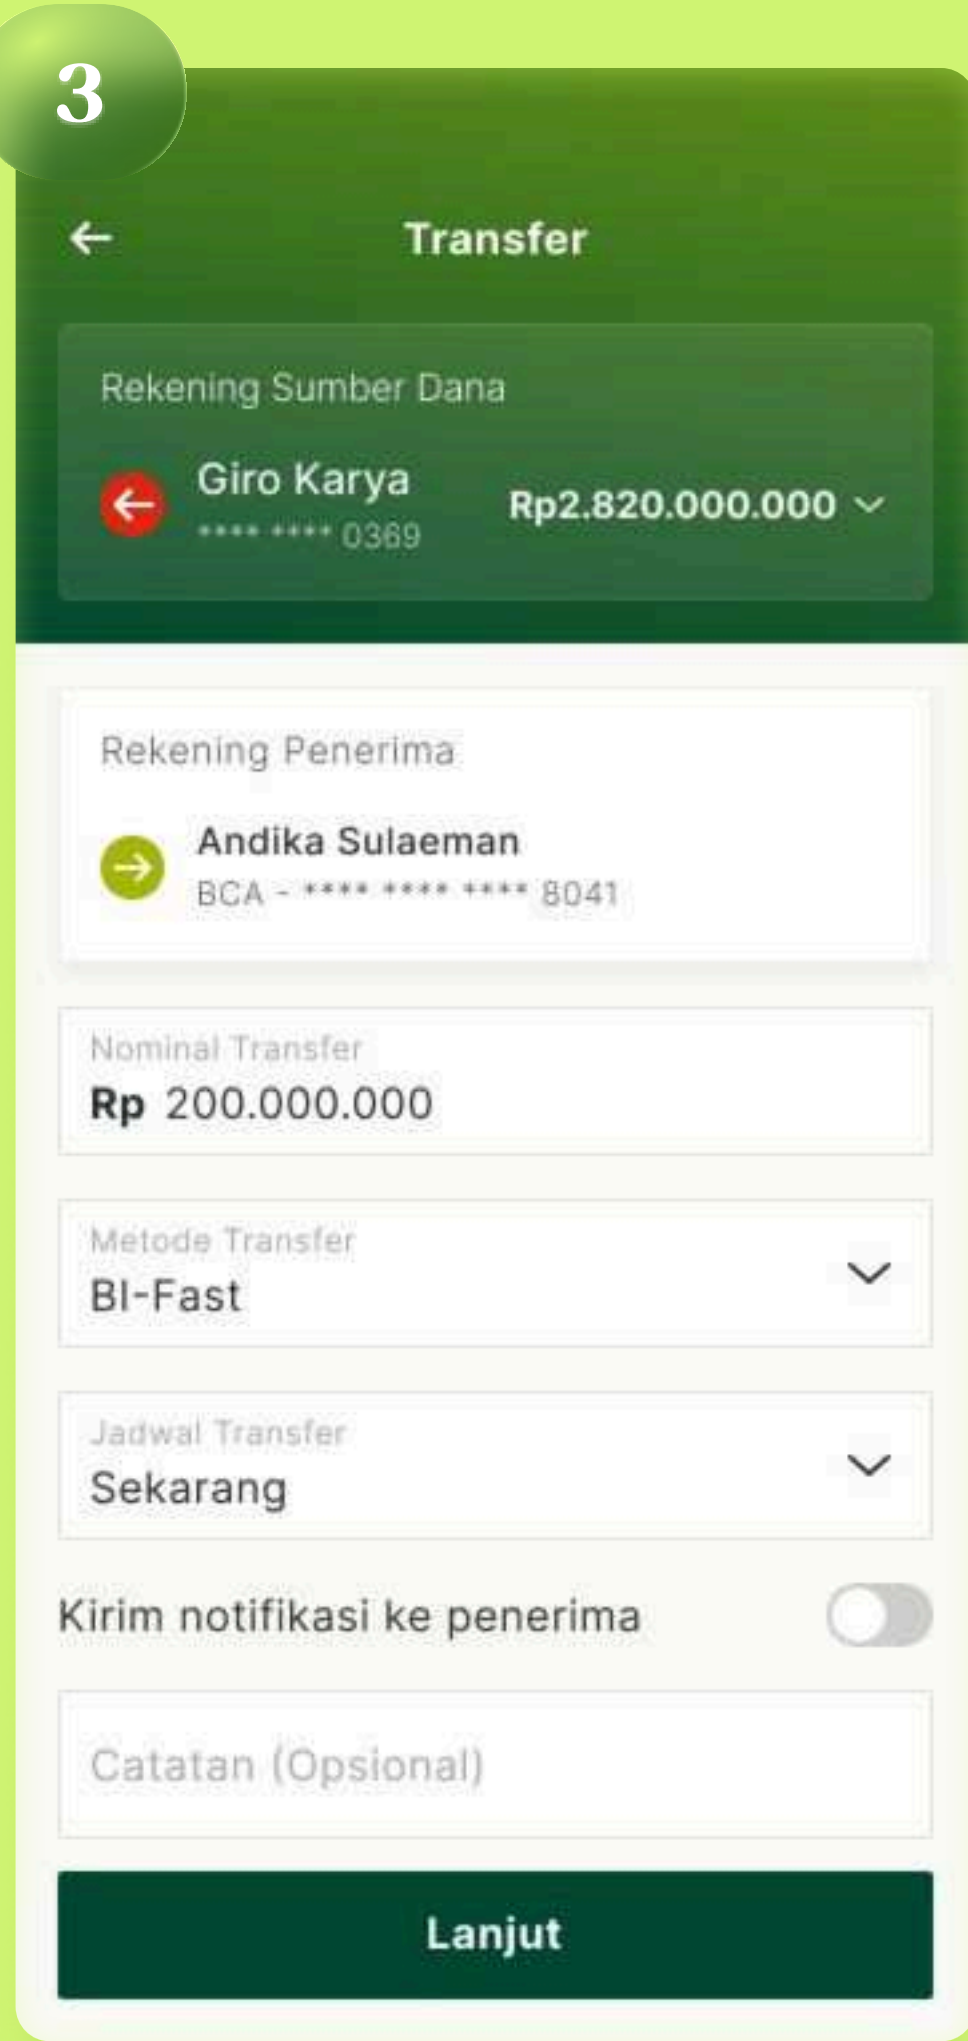 3
Transfer
Rekening Sumber Dana
Giro Karya
**** **** 0369
Rp2.820.000.000
Rekening Penerima
Andika Sulaeman
BCA - **** **** **** 8041
Nominal Transfer
Rp 200.000.000
Metode Transfer
BI-Fast
Jadwal Transfer
Sekarang
Kirim notifikasi ke penerima
Catatan (Opsional)
Lanjut